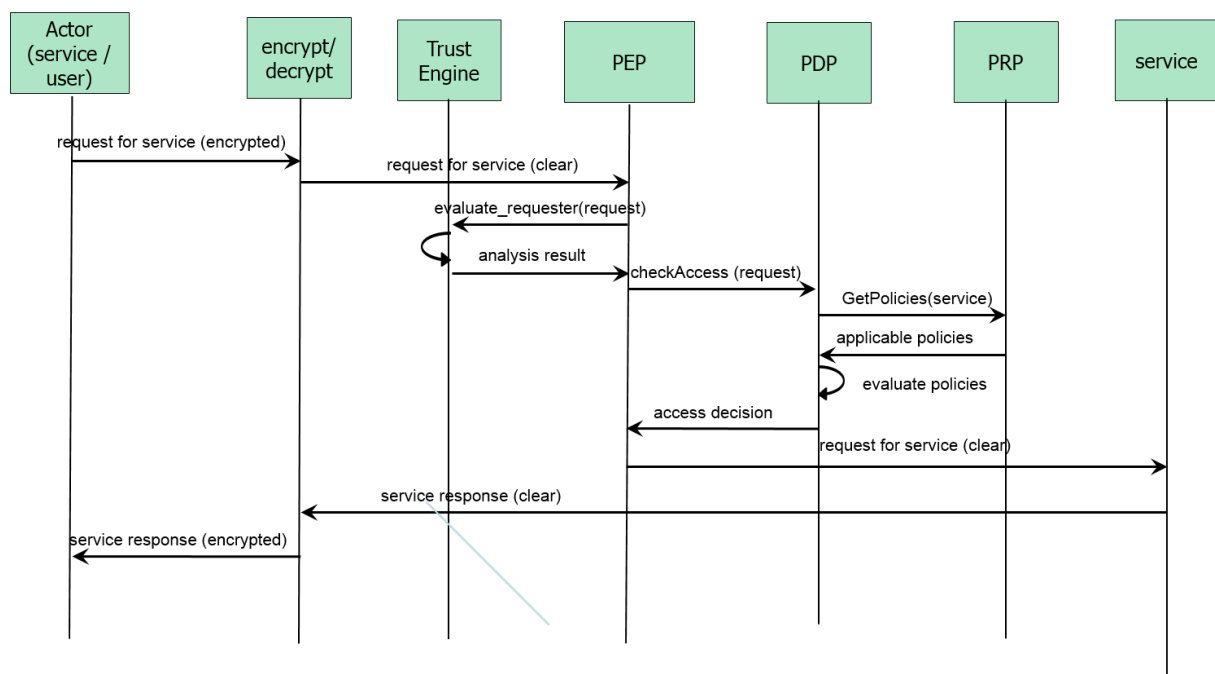 Actor
(service /
user)
encrypt/
decrypt
Trust
Engine
PEP
PDP
PRP
service
request for service (encrypted)
request for service (clear)
evaluate_requester(request)
analysis result
checkAccess (request)
GetPolicies(service)
applicable policies
evaluate policies
access decision
request for service (clear)
service response (clear)
service response (encrypted)